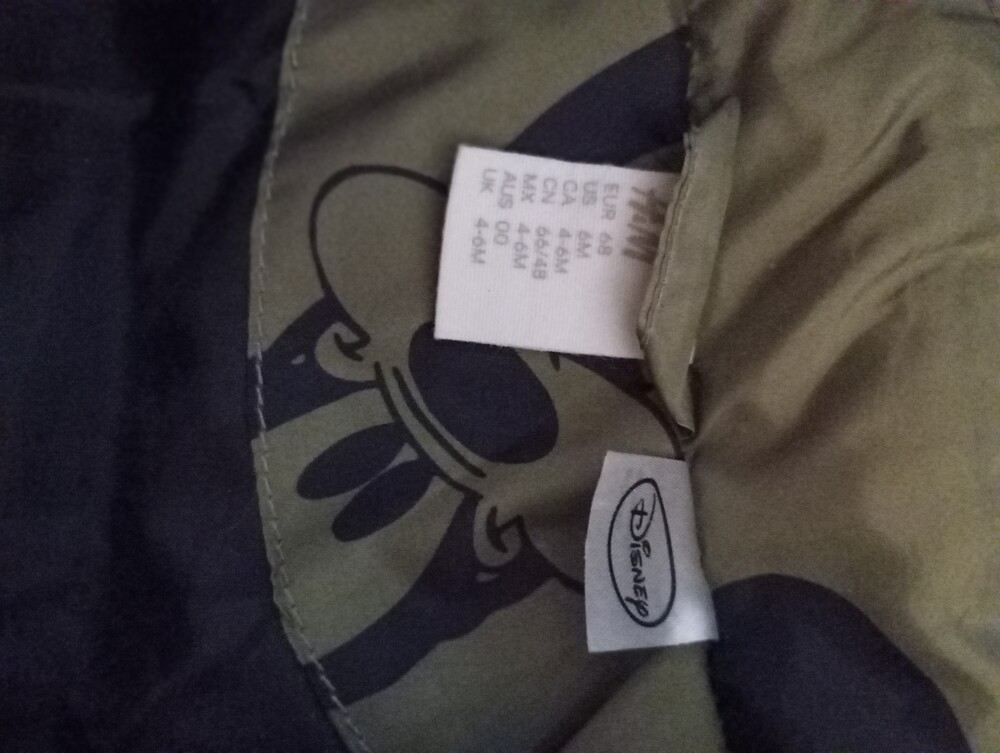 H&M
EUR 68
US 6M
CA 4-6M
CN 66/48
MX 4-6M
AUS 00
UK 4-6M
Disney